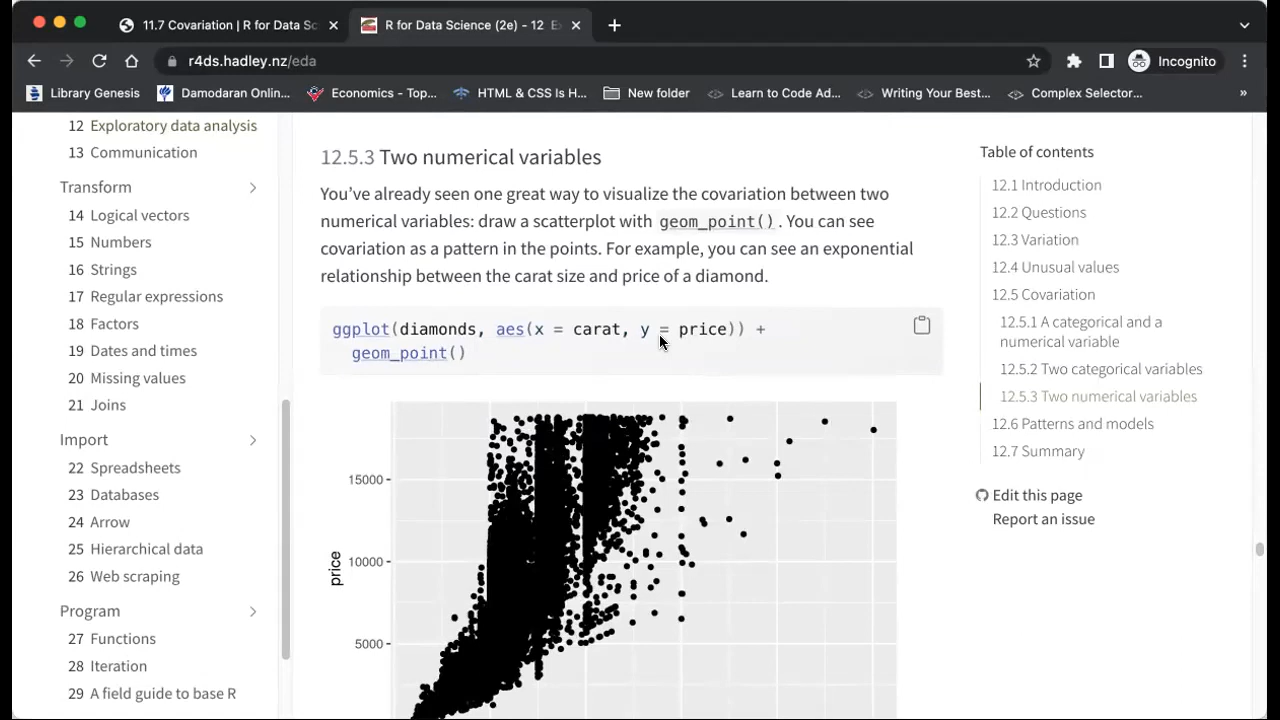 11.7 Covariation | R for Data Sc
R for Data Science (2e) - 12 Ex
r4ds.hadley.nz/eda
Incognito
Library Genesis
Damodaran Onlin...
Economics - Top...
HTML & CSS Is H...
New folder
Learn to Code Ad...
Writing Your Best...
Complex Selector...
»
12 Exploratory data analysis
13 Communication
Transform
14 Logical vectors
15 Numbers
16 Strings
17 Regular expressions
18 Factors
19 Dates and times
20 Missing values
21 Joins
Import
22 Spreadsheets
23 Databases
24 Arrow
25 Hierarchical data
26 Web scraping
Program
27 Functions
28 Iteration
29 A field guide to base R
12.5.3 Two numerical variables
You’ve already seen one great way to visualize the covariation between two
numerical variables: draw a scatterplot with geom_point(). You can see
covariation as a pattern in the points. For example, you can see an exponential
relationship between the carat size and price of a diamond.
ggplot(diamonds, aes(x = carat, y = price)) +
geom_point()
15000
10000
5000
price
Table of contents
12.1 Introduction
12.2 Questions
12.3 Variation
12.4 Unusual values
12.5 Covariation
12.5.1 A categorical and a
numerical variable
12.5.2 Two categorical variables
12.5.3 Two numerical variables
12.6 Patterns and models
12.7 Summary
Edit this page
Report an issue